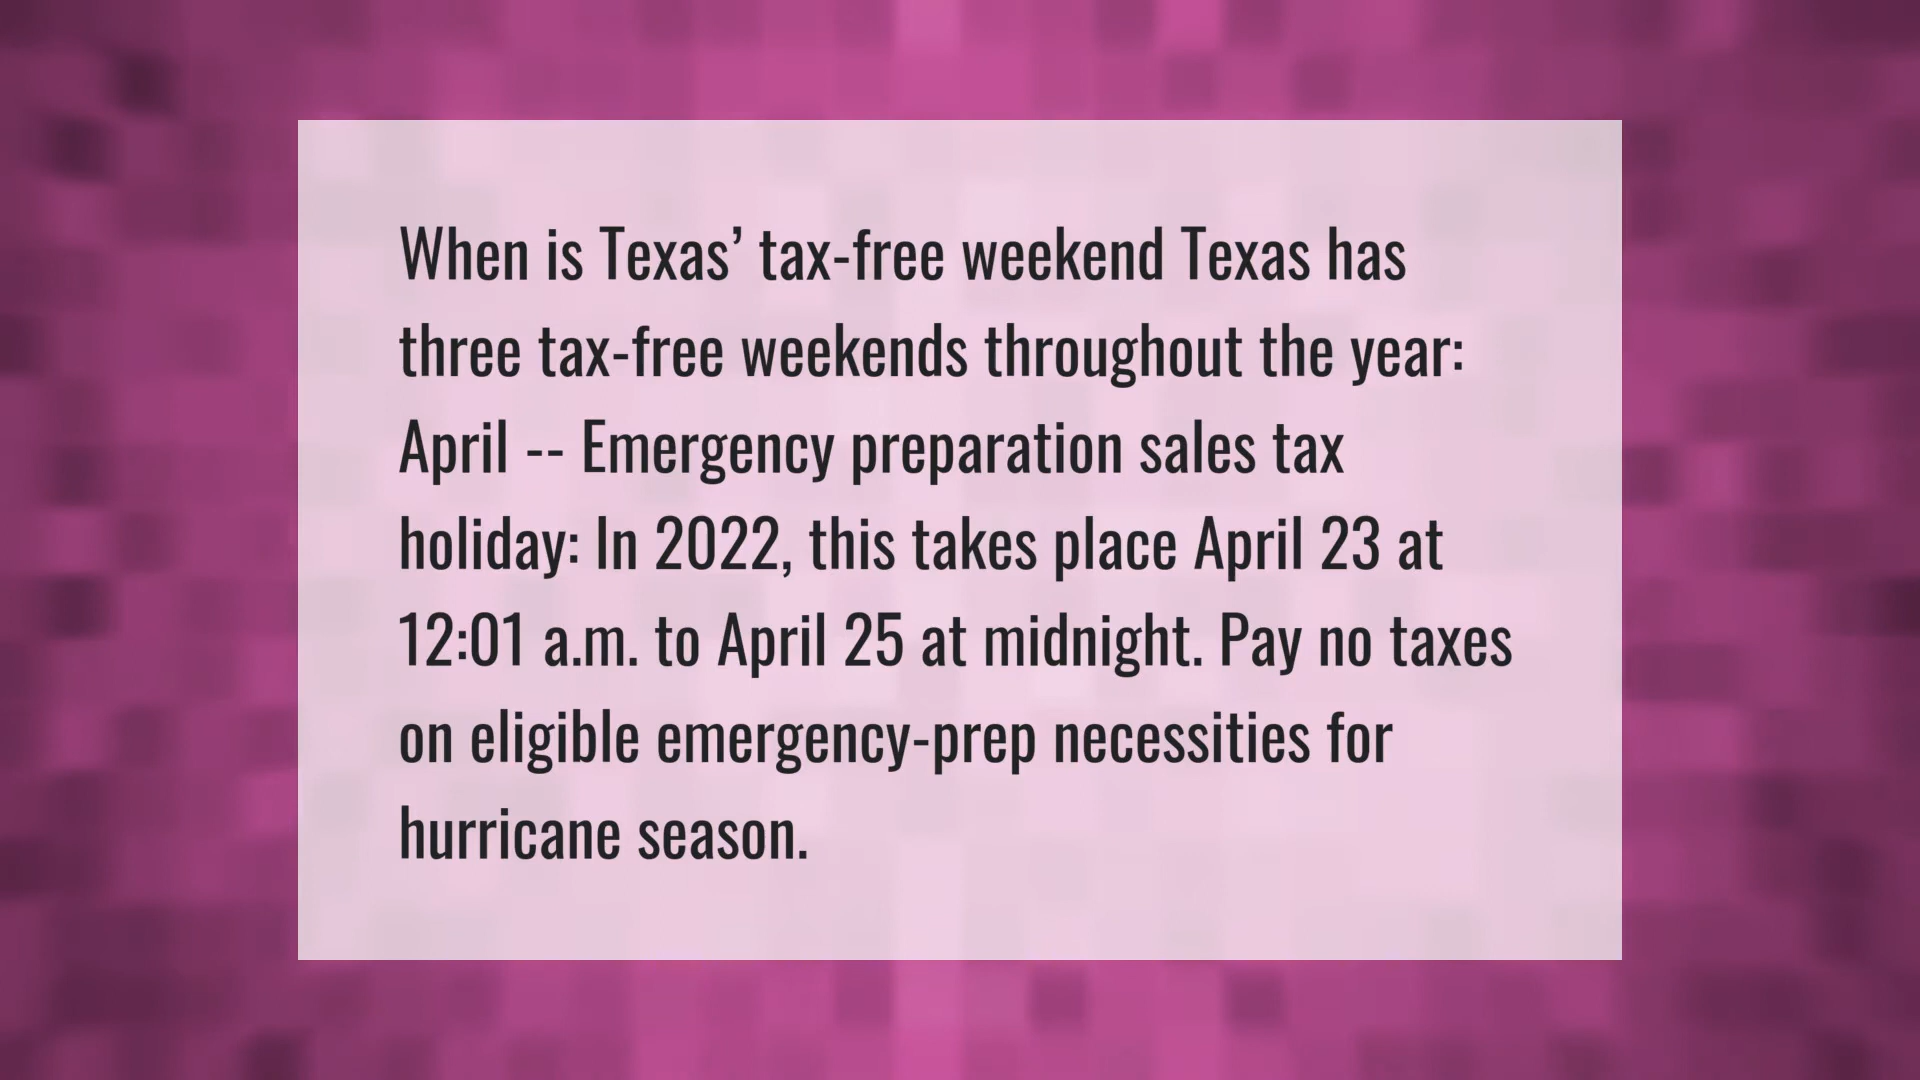 When is Texas’ tax-free weekend Texas has
three tax-free weekends throughout the year:
April -- Emergency preparation sales tax
holiday: In 2022, this takes place April 23 at
12:01 a.m. to April 25 at midnight. Pay no taxes
on eligible emergency-prep necessities for
hurricane season.